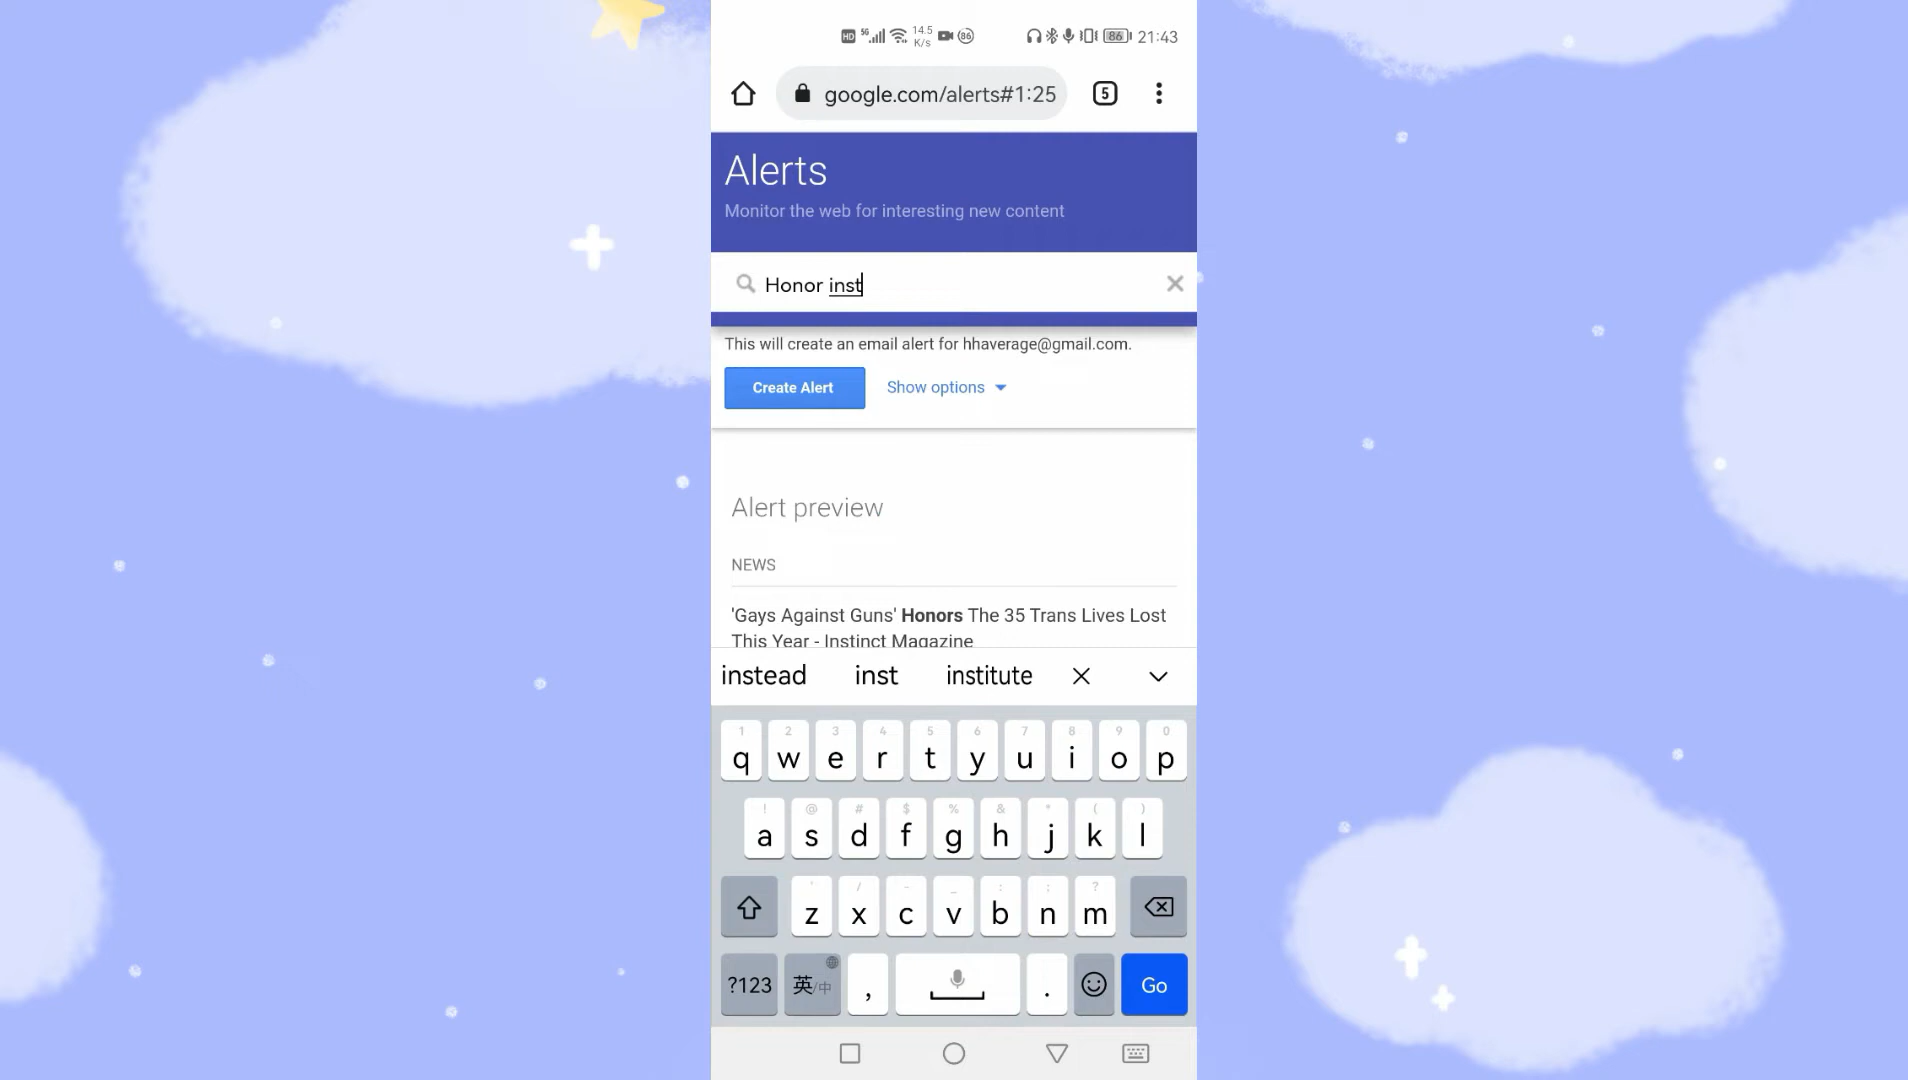 HD 5G 14.5 K/s 86 86 21:43
google.com/alerts#1:25 5
Alerts
Monitor the web for interesting new content
Honor inst
This will create an email alert for hhaverage@gmail.com.
Create Alert Show options
Alert preview
NEWS
'Gays Against Guns' Honors The 35 Trans Lives Lost
This Year - Instinct Magazine
instead inst institute
1 2 3 4 5 6 7 8 9 0
q w e r t y u i o p
! @ # $ % & * ( )
a s d f g h j k l
' / - _ : ; ?
z x c v b n m
?123 英/中 , . Go